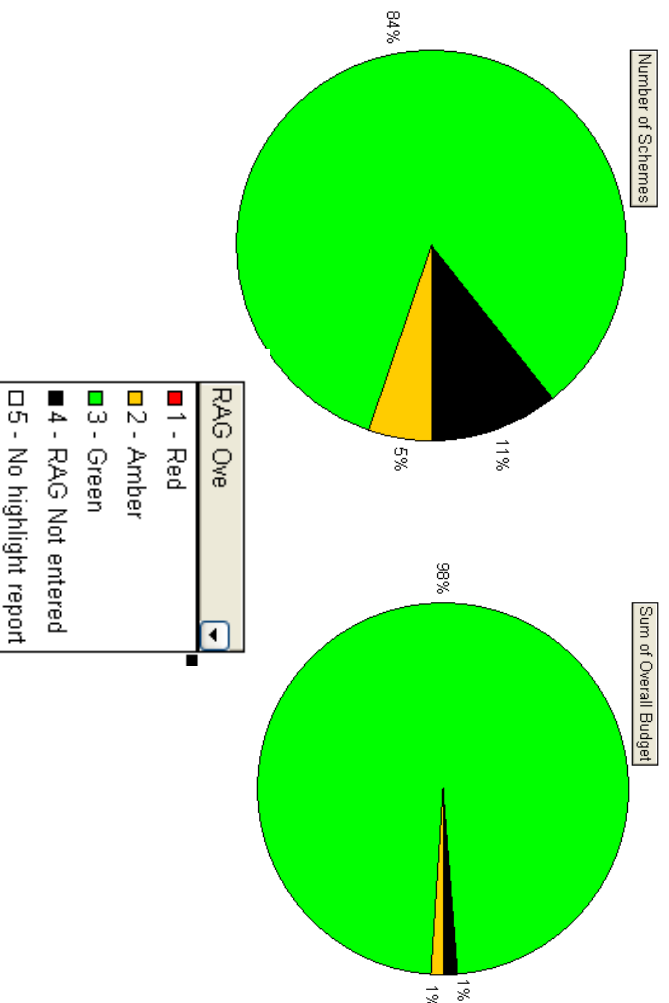 Number of Schemes
84%
11%
5%
Sum of Overall Budget
98%
1%
1%
RAG Ove
1 - Red
2 - Amber
3 - Green
4 - RAG Not entered
5 - No highlight report